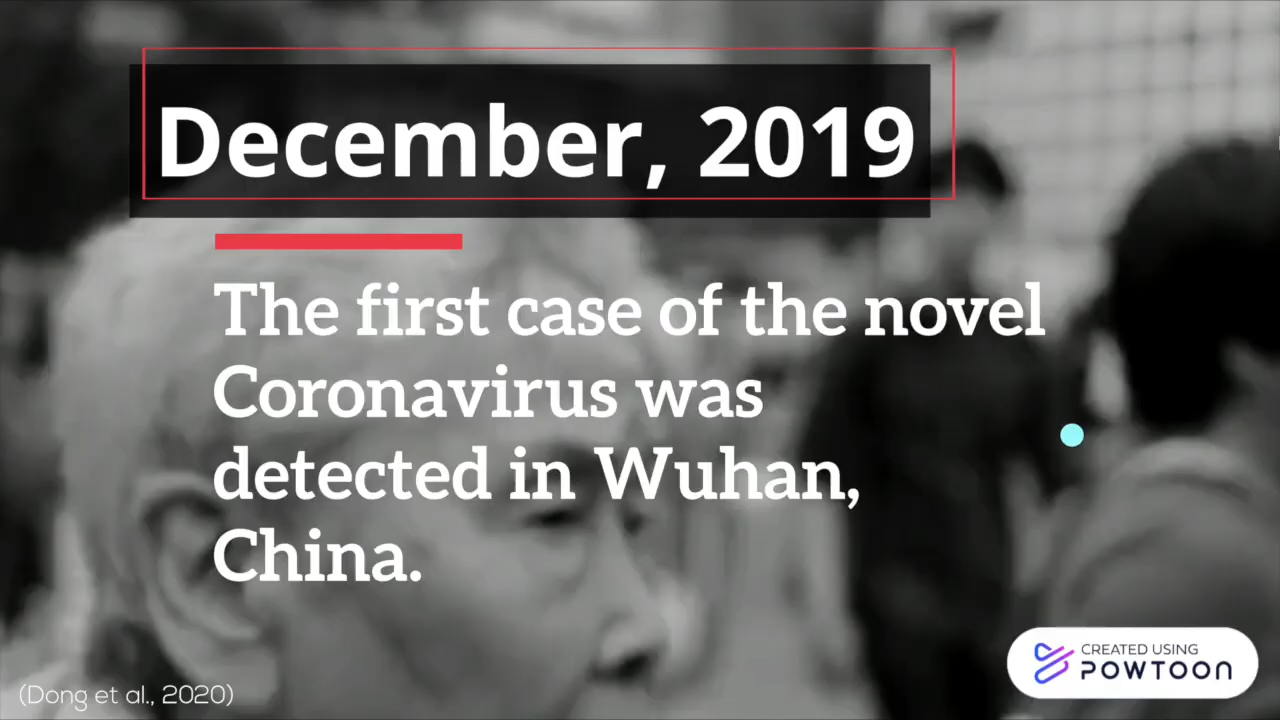 December, 2019
The first case of the novel
Coronavirus was
detected in Wuhan,
China.
(Dong et al., 2020)
CREATED USING
POWTOON